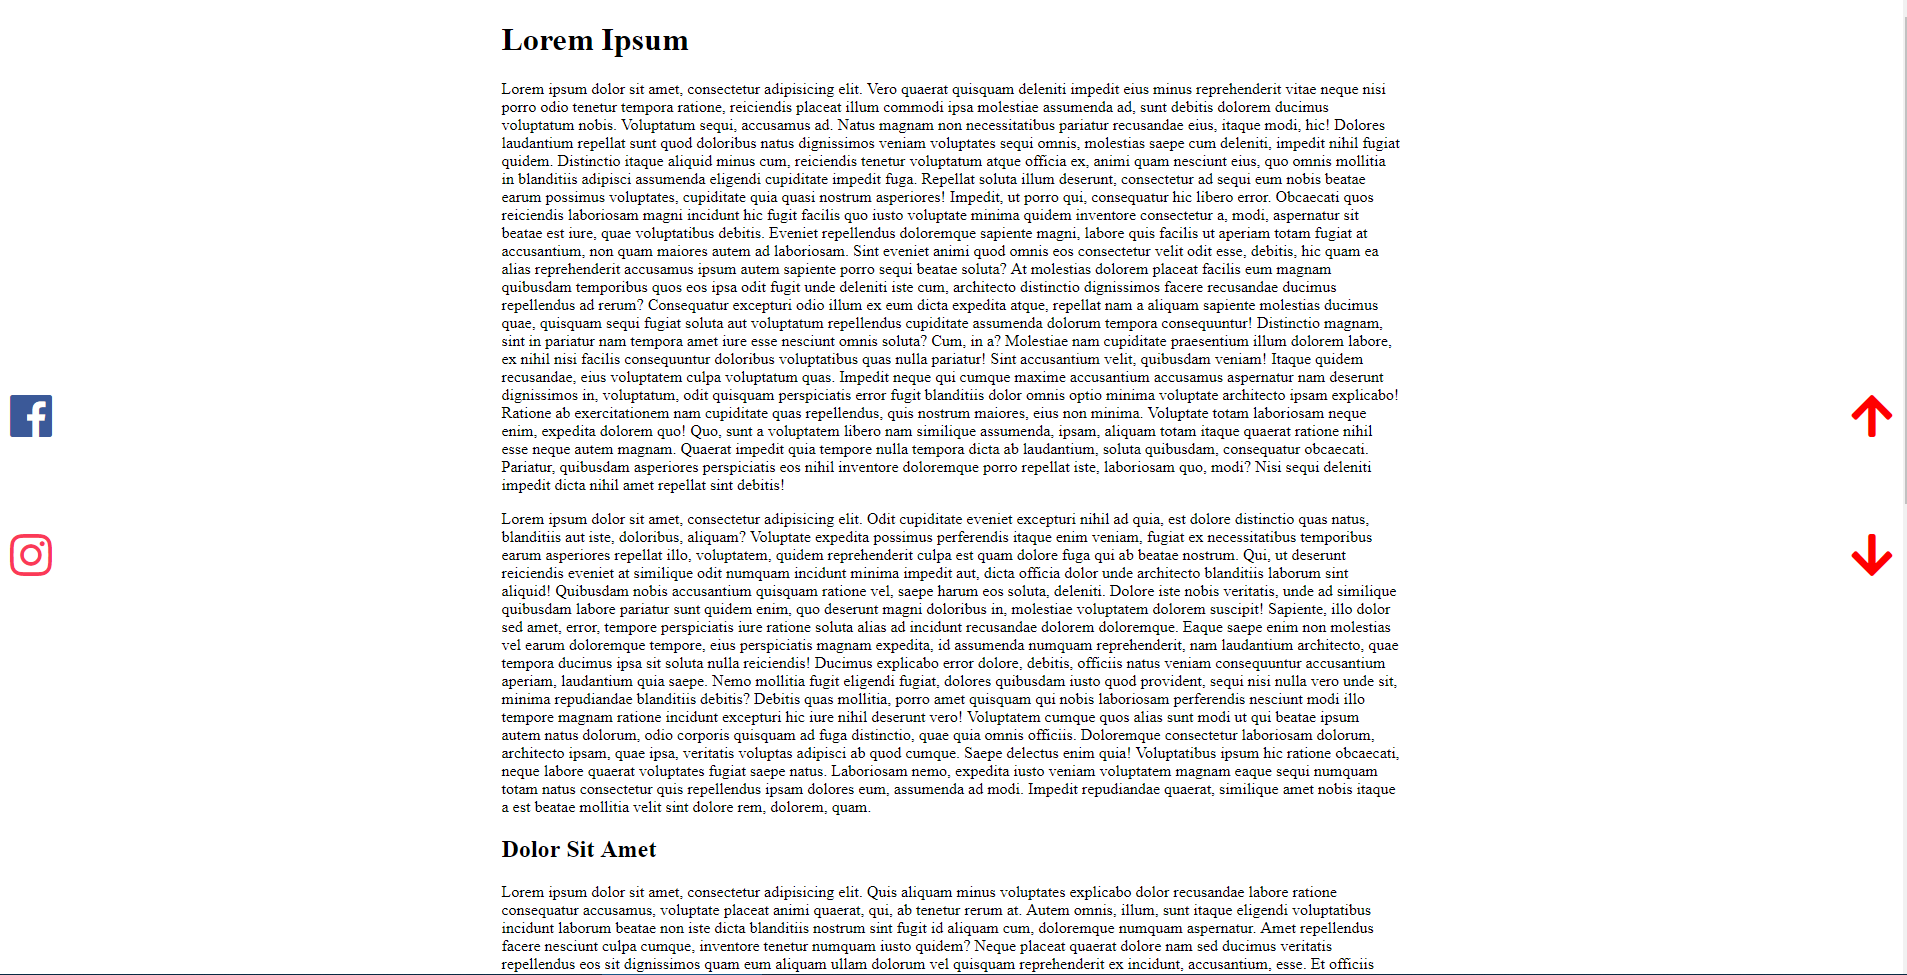 Lorem Ipsum
Lorem ipsum dolor sit amet, consectetur adipisicing elit. Vero quaerat quisquam deleniti impedit eius minus reprehenderit vitae neque nisi
porro odio tenetur tempora ratione, reiciendis placeat illum commodi ipsa molestiae assumenda ad, sunt debitis dolorem ducimus
voluptatum nobis. Voluptatum sequi, accusamus ad. Natus magnam non necessitatibus pariatur recusandae eius, itaque modi, hic! Dolores
laudantium repellat sunt quod doloribus natus dignissimos veniam voluptates sequi omnis, molestias saepe cum deleniti, impedit nihil fugiat
quidem. Distinctio itaque aliquid minus cum, reiciendis tenetur voluptatum atque officia ex, animi quam nesciunt eius, quo omnis mollitia
in blanditiis adipisci assumenda eligendi cupiditate impedit fuga. Repellat soluta illum deserunt, consectetur ad sequi eum nobis beatae
earum possimus voluptates, cupiditate quia quasi nostrum asperiores! Impedit, ut porro qui, consequatur hic libero error. Obcaecati quos
reiciendis laboriosam magni incidunt hic fugit facilis quo iusto voluptate minima quidem inventore consectetur a, modi, aspernatur sit
beatae est iure, quae voluptatibus debitis. Eveniet repellendus doloremque sapiente magni, labore quis facilis ut aperiam totam fugiat at
accusantium, non quam maiores autem ad laboriosam. Sint eveniet animi quod omnis eos consectetur velit odit esse, debitis, hic quam ea
alias reprehenderit accusamus ipsum autem sapiente porro sequi beatae soluta? At molestias dolorem placeat facilis eum magnam
quibusdam temporibus quos eos ipsa odit fugit unde deleniti iste cum, architecto distinctio dignissimos facere recusandae ducimus
repellendus ad rerum? Consequatur excepturi odio illum ex eum dicta expedita atque, repellat nam a aliquam sapiente molestias ducimus
quae, quisquam sequi fugiat soluta aut voluptatum repellendus cupiditate assumenda dolorum tempora consequuntur! Distinctio magnam,
sint in pariatur nam tempora amet iure esse nesciunt omnis soluta? Cum, in a? Molestiae nam cupiditate praesentium illum dolorem labore,
ex nihil nisi facilis consequuntur doloribus voluptatibus quas nulla pariatur! Sint accusantium velit, quibusdam veniam! Itaque quidem
recusandae, eius voluptatem culpa voluptatum quas. Impedit neque qui cumque maxime accusantium accusamus aspernatur nam deserunt
dignissimos in, voluptatum, odit quisquam perspiciatis error fugit blanditiis dolor omnis optio minima voluptate architecto ipsam explicabo!
Ratione ab exercitationem nam cupiditate quas repellendus, quis nostrum maiores, eius non minima. Voluptate totam laboriosam neque
enim, expedita dolorem quo! Quo, sunt a voluptatem libero nam similique assumenda, ipsam, aliquam totam itaque quaerat ratione nihil
esse neque autem magnam. Quaerat impedit quia tempore nulla tempora dicta ab laudantium, soluta quibusdam, consequatur obcaecati.
Pariatur, quibusdam asperiores perspiciatis eos nihil inventore doloremque porro repellat iste, laboriosam quo, modi? Nisi sequi deleniti
impedit dicta nihil amet repellat sint debitis!
Lorem ipsum dolor sit amet, consectetur adipisicing elit. Odit cupiditate eveniet excepturi nihil ad quia, est dolore distinctio quas natus,
blanditiis aut iste, doloribus, aliquam? Voluptate expedita possimus perferendis itaque enim veniam, fugiat ex necessitatibus temporibus
earum asperiores repellat illo, voluptatem, quidem reprehenderit culpa est quam dolore fuga qui ab beatae nostrum. Qui, ut deserunt
reiciendis eveniet at similique odit numquam incidunt minima impedit aut, dicta officia dolor unde architecto blanditiis laborum sint
aliquid! Quibusdam nobis accusantium quisquam ratione vel, saepe harum eos soluta, deleniti. Dolore iste nobis veritatis, unde ad similique
quibusdam labore pariatur sunt quidem enim, quo deserunt magni doloribus in, molestiae voluptatem dolorem suscipit! Sapiente, illo dolor
sed amet, error, tempore perspiciatis iure ratione soluta alias ad incidunt recusandae dolorem doloremque. Eaque saepe enim non molestias
vel earum doloremque tempore, eius perspiciatis magnam expedita, id assumenda numquam reprehenderit, nam laudantium architecto, quae
tempora ducimus ipsa sit soluta nulla reiciendis! Ducimus explicabo error dolore, debitis, officiis natus veniam consequuntur accusantium
aperiam, laudantium quia saepe. Nemo mollitia fugit eligendi fugiat, dolores quibusdam iusto quod provident, sequi nisi nulla vero unde sit,
minima repudiandae blanditiis debitis? Debitis quas mollitia, porro amet quisquam qui nobis laboriosam perferendis nesciunt modi illo
tempore magnam ratione incidunt excepturi hic iure nihil deserunt vero! Voluptatem cumque quos alias sunt modi ut qui beatae ipsum
autem natus dolorum, odio corporis quisquam ad fuga distinctio, quae quia omnis officiis. Doloremque consectetur laboriosam dolorum,
architecto ipsam, quae ipsa, veritatis voluptas adipisci ab quod cumque. Saepe delectus enim quia! Voluptatibus ipsum hic ratione obcaecati,
neque labore quaerat voluptates fugiat saepe natus. Laboriosam nemo, expedita iusto veniam voluptatem magnam eaque sequi numquam
totam natus consectetur quis repellendus ipsam dolores eum, assumenda ad modi. Impedit repudiandae quaerat, similique amet nobis itaque
a est beatae mollitia velit sint dolore rem, dolorem, quam.
Dolor Sit Amet
Lorem ipsum dolor sit amet, consectetur adipisicing elit. Quis aliquam minus voluptates explicabo dolor recusandae labore ratione
consequatur accusamus, voluptate placeat animi quaerat, qui, ab tenetur rerum at. Autem omnis, illum, sunt itaque eligendi voluptatibus
incidunt laborum beatae non iste dicta blanditiis nostrum sint fugit id aliquam cum, doloremque numquam aspernatur. Amet repellendus
facere nesciunt culpa cumque, inventore tenetur numquam iusto quidem? Neque placeat quaerat dolore nam sed ducimus veritatis
repellendus eos sit dignissimos quam eum aliquam ullam dolorum vel quisquam reprehenderit ex incidunt, accusantium, esse. Et officiis